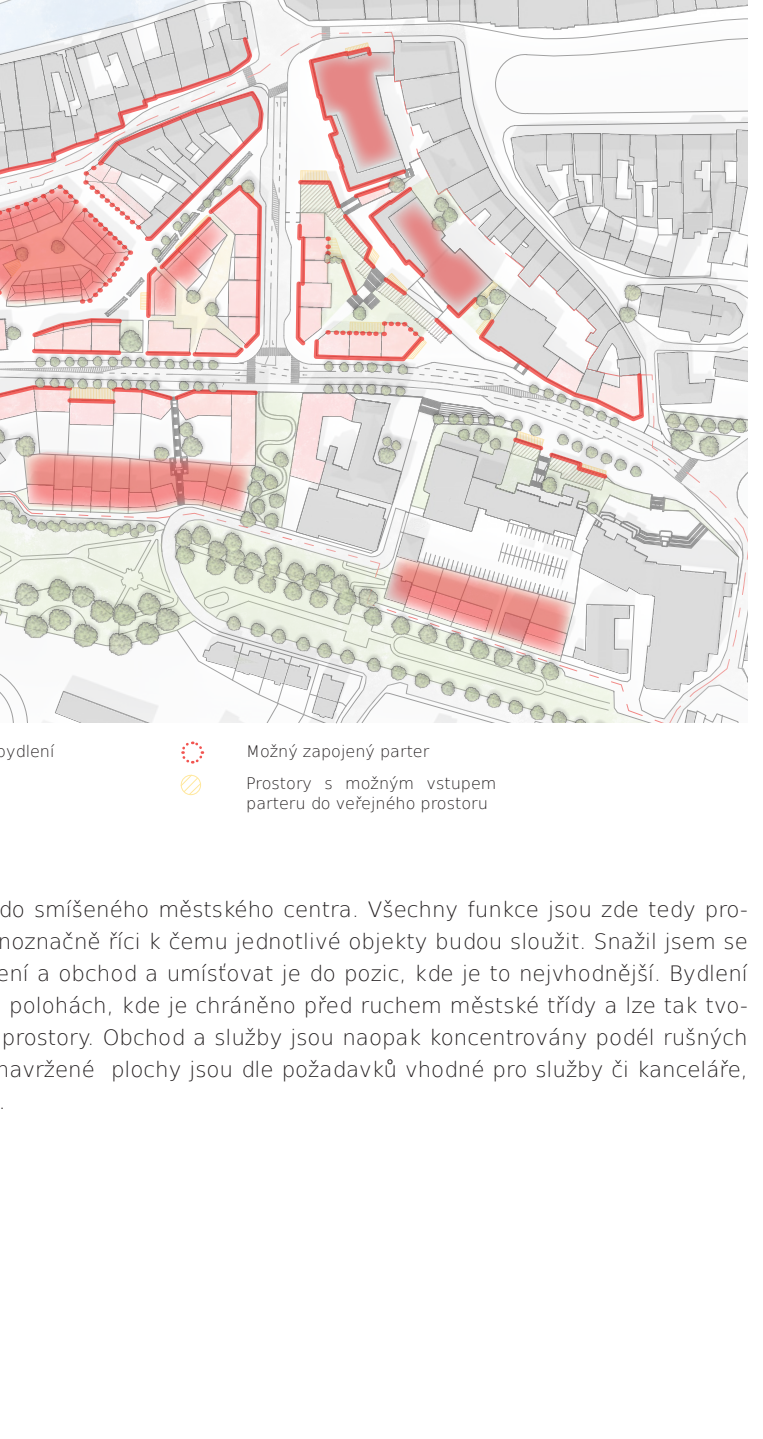 bydlení
Možný zapojený parter
Prostory s možným vstupem
parteru do veřejného prostoru
do smíšeného městského centra. Všechny funkce jsou zde tedy pro-
noznačně říci k čemu jednotlivé objekty budou sloužit. Snažil jsem se
ení a obchod a umísťovat je do pozic, kde je to nejvhodnější. Bydlení
polohách, kde je chráněno před ruchem městské třídy a lze tak tvo-
prostory. Obchod a služby jsou naopak koncentrovány podél rušných
navržené plochy jsou dle požadavků vhodné pro služby či kanceláře,
.